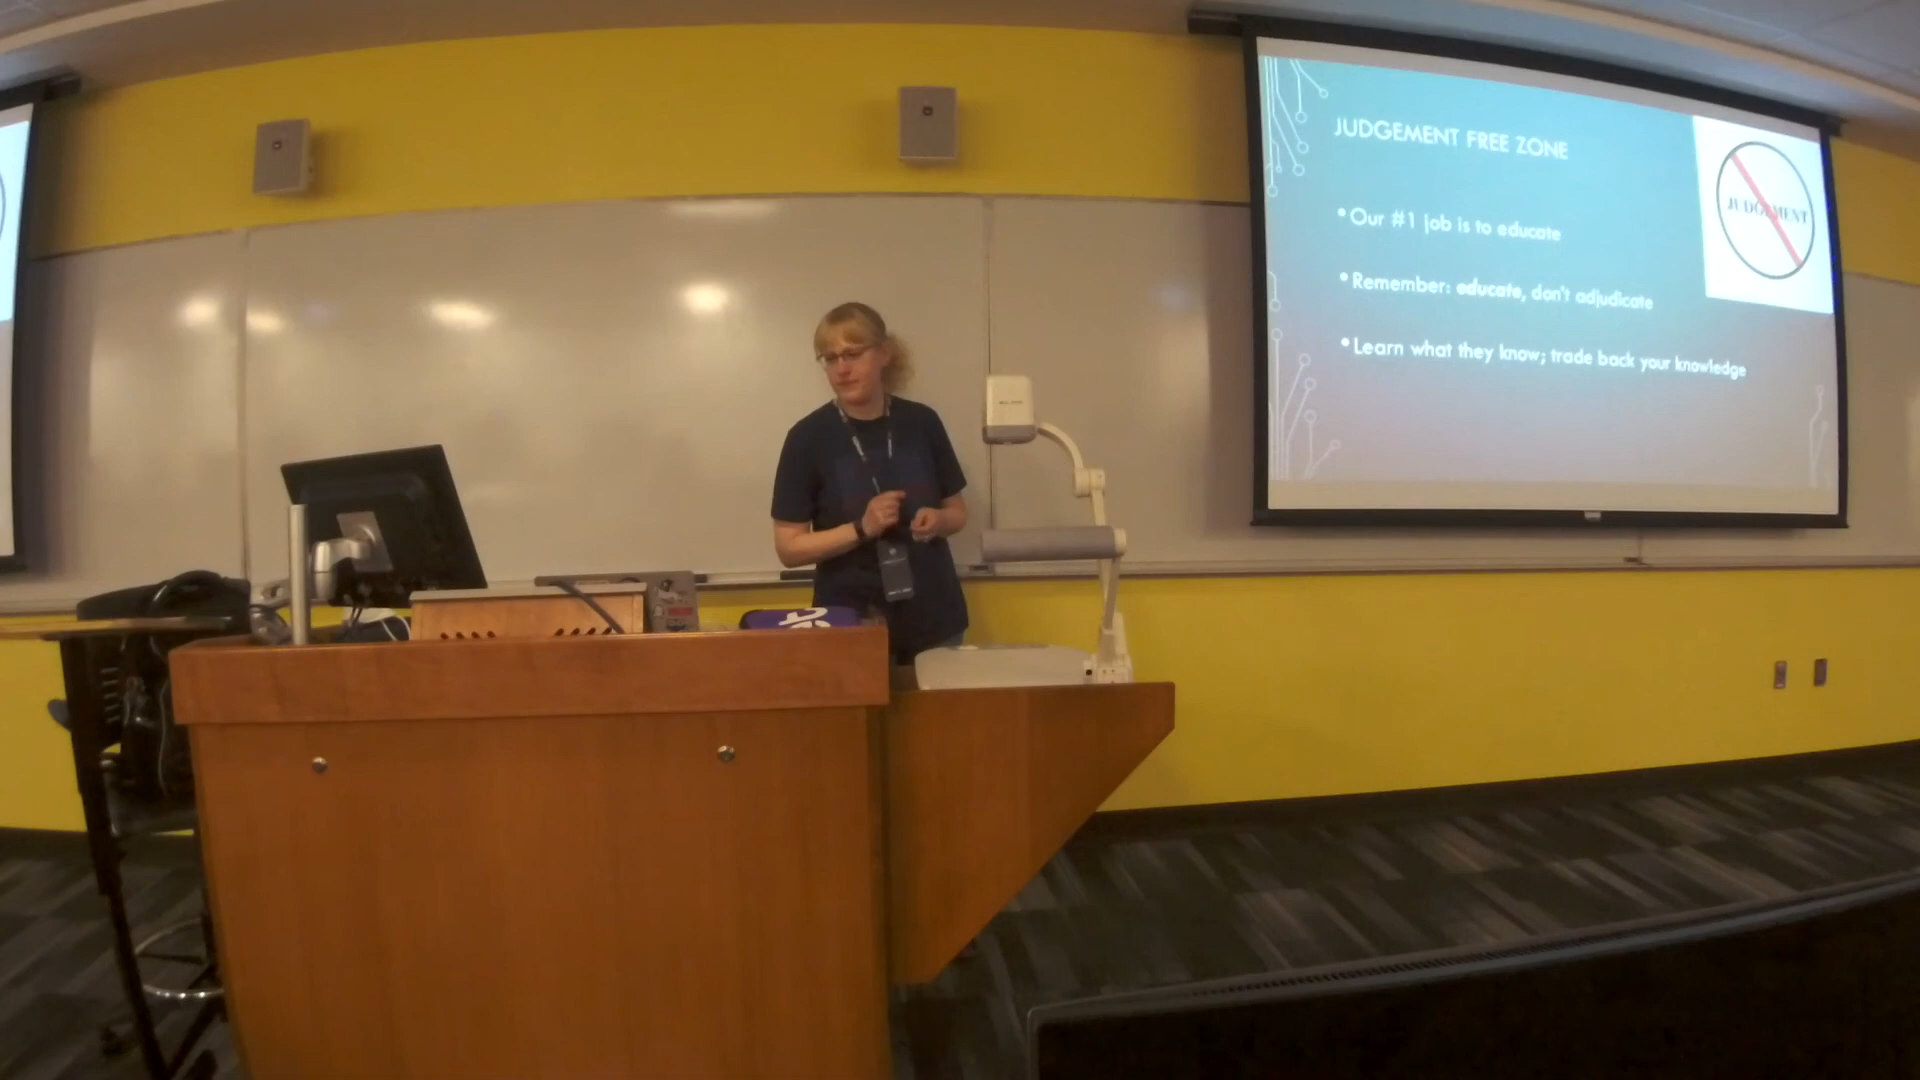 JUDGEMENT FREE ZONE
• Our #1 job is to educate
• Remember: educate, don't adjudicate
• Learn what they know; trade back your knowledge
JUDGEMENT